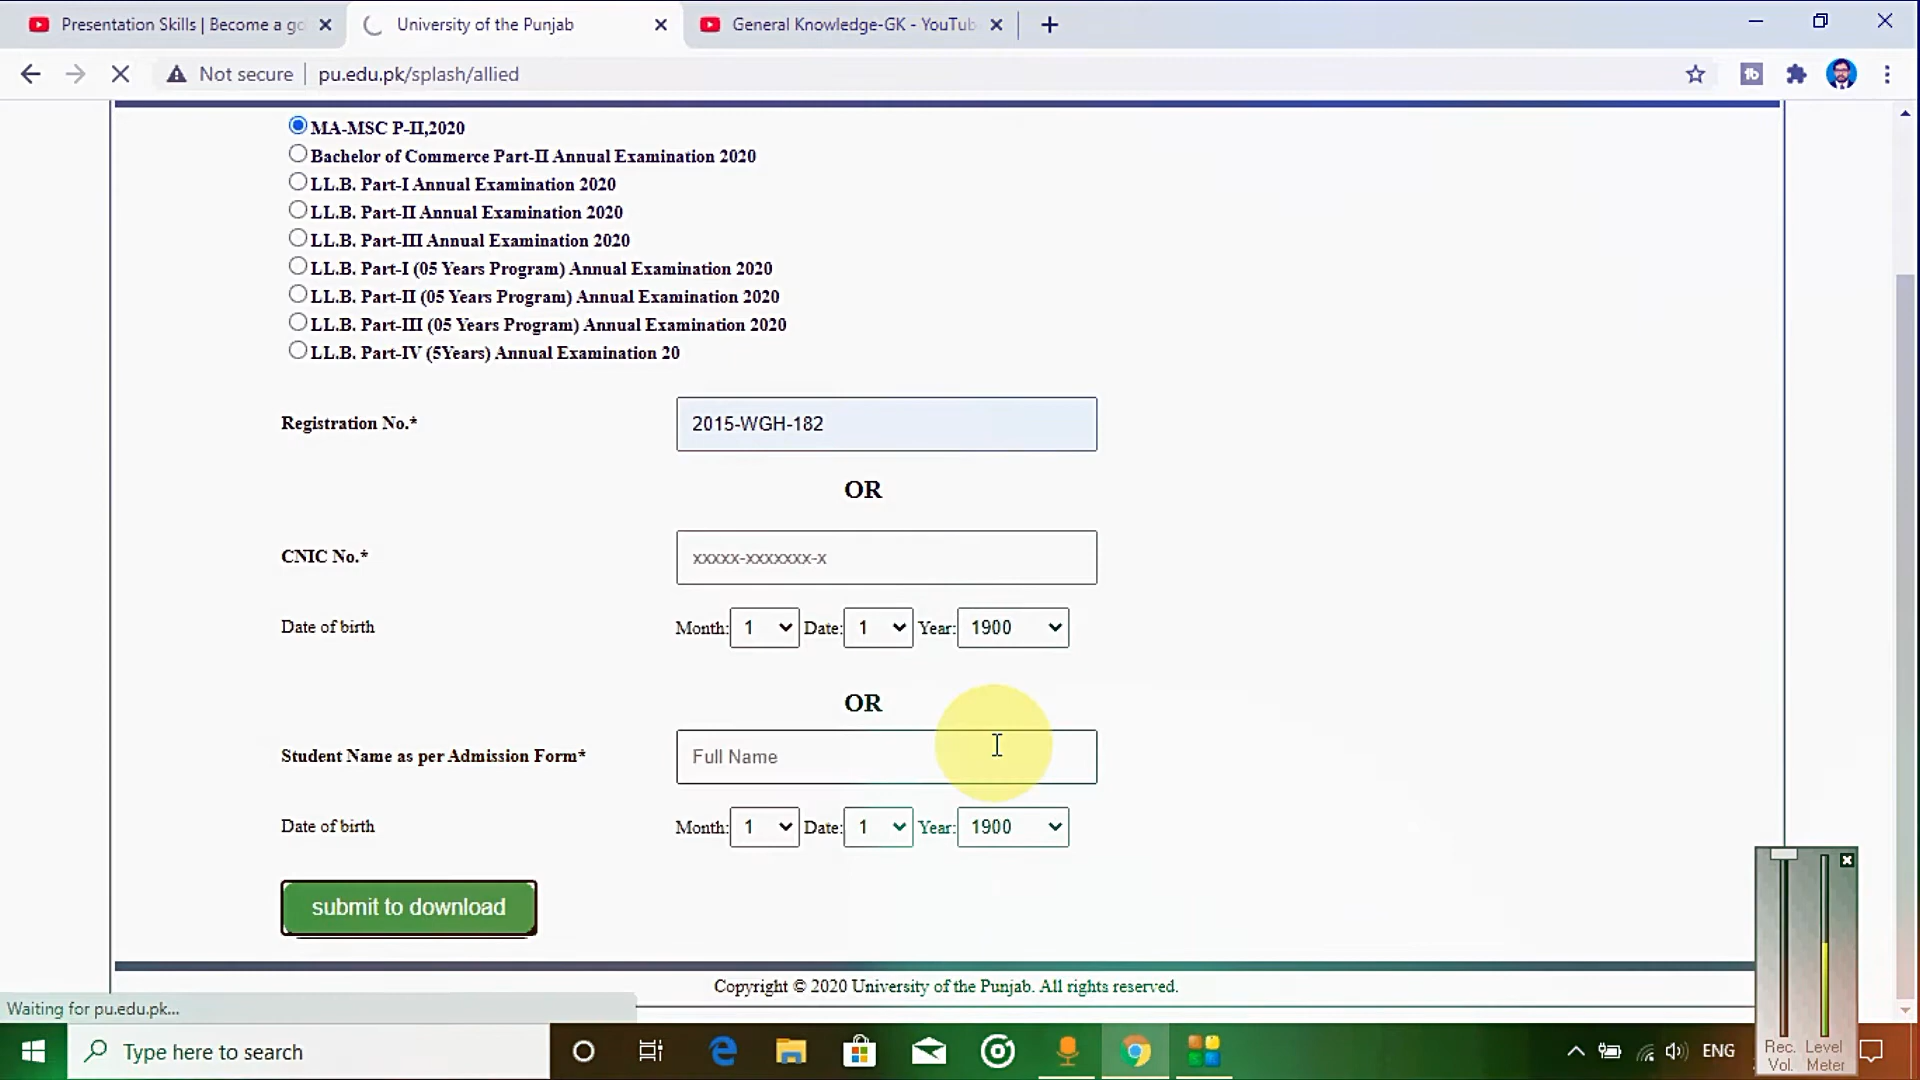 Presentation Skills | Become a go
University of the Punjab
General Knowledge-GK - YouTub
Not secure
pu.edu.pk/splash/allied
MA-MSC P-II,2020
Bachelor of Commerce Part-II Annual Examination 2020
LL.B. Part-I Annual Examination 2020
LL.B. Part-II Annual Examination 2020
LL.B. Part-III Annual Examination 2020
LL.B. Part-I (05 Years Program) Annual Examination 2020
LL.B. Part-II (05 Years Program) Annual Examination 2020
LL.B. Part-III (05 Years Program) Annual Examination 2020
LL.B. Part-IV (5Years) Annual Examination 20
Registration No.* 2015-WGH-182
OR
CNIC No.* xxxxx-xxxxxxx-x
Date of birth Month: 1 Date: 1 Year: 1900
OR
Student Name as per Admission Form* Full Name
Date of birth Month: 1 Date: 1 Year: 1900
submit to download
Copyright © 2020 University of the Punjab. All rights reserved.
Waiting for pu.edu.pk...
Type here to search
ENG
Rec. Level
Vol. Meter